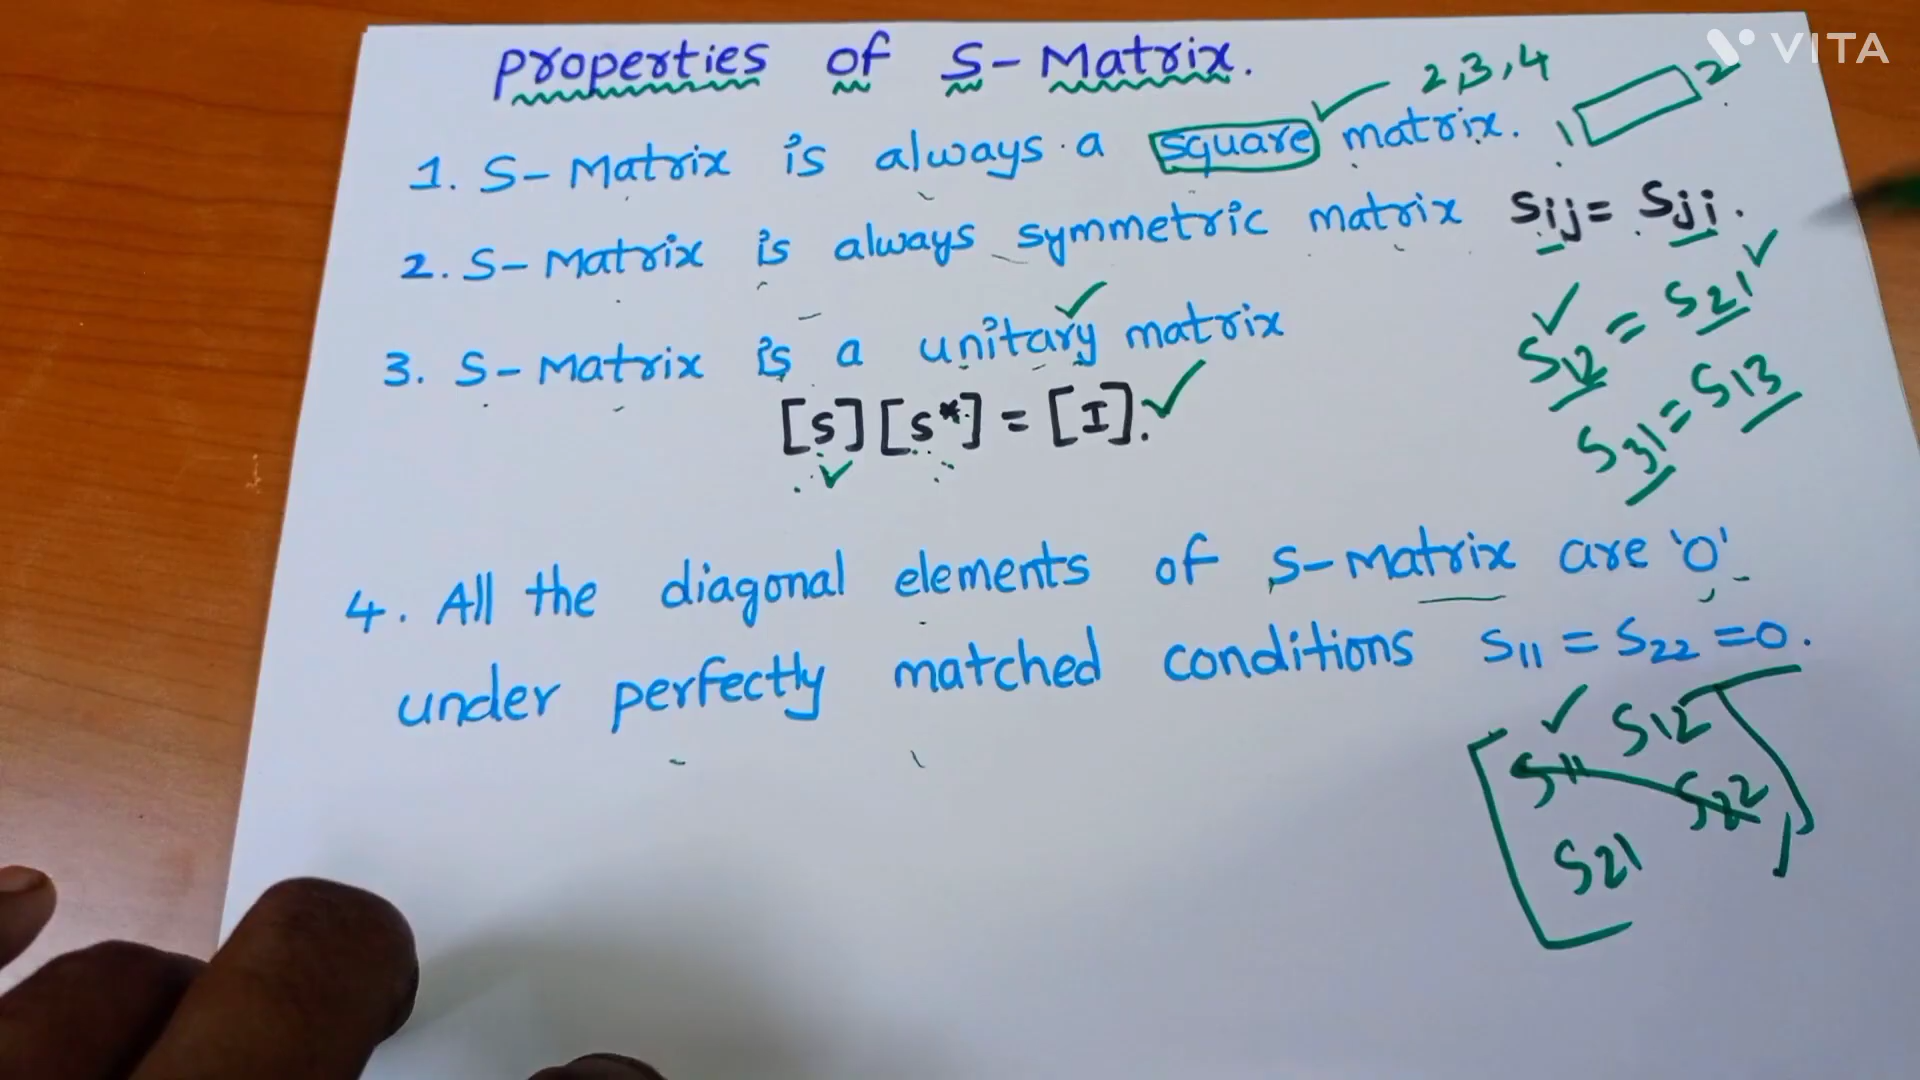 properties of S-Matrix.
VITA
2,3,4
1. S-Matrix is always a square matrix.
1 2
2. S-Matrix is always symmetric matrix Sij = Sji.
S12 = S21
3. S-Matrix is a unitary matrix
S31 = S13
[S][S*] = [I].
4. All the diagonal elements of S-Matrix are '0'
under perfectly matched conditions S11 = S22 = 0.
S11 S12
S21 S22